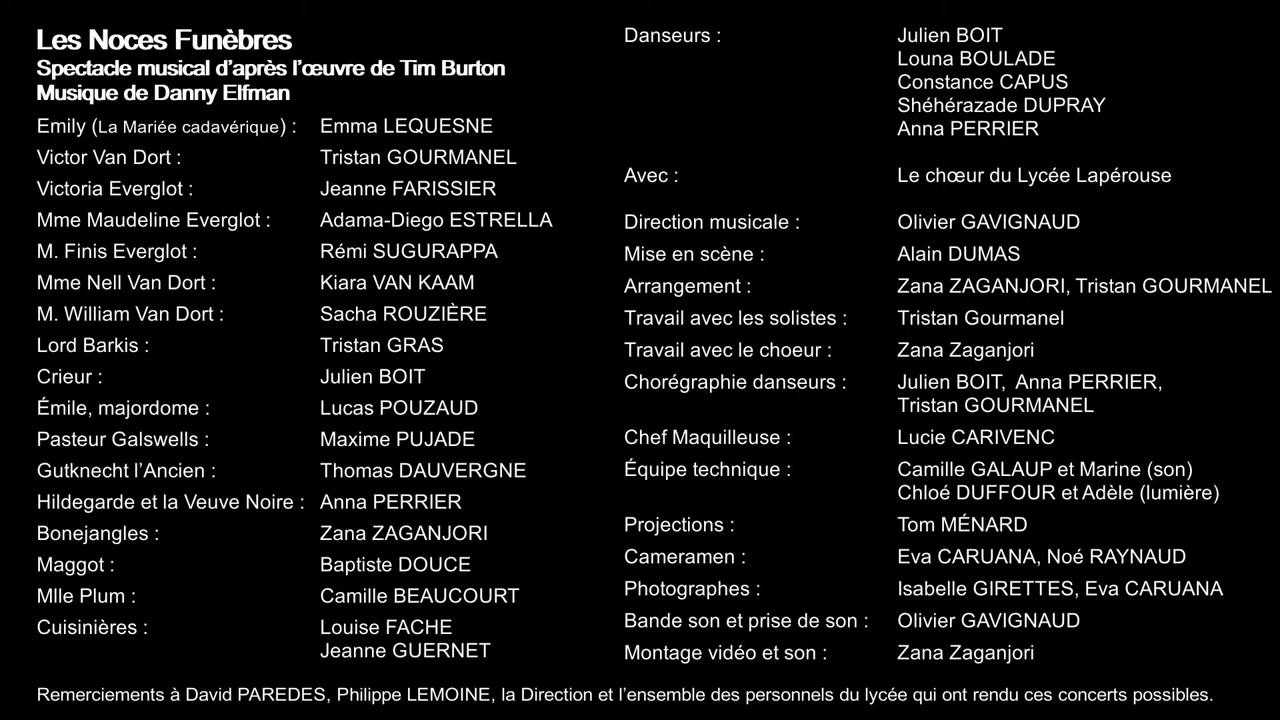 Les Noces Funèbres
Spectacle musical d’après l’œuvre de Tim Burton
Musique de Danny Elfman
Emily (La Mariée cadavérique) : Emma LEQUESNE
Victor Van Dort : Tristan GOURMANEL
Victoria Everglot : Jeanne FARISSIER
Mme Maudeline Everglot : Adama-Diego ESTRELLA
M. Finis Everglot : Rémi SUGURAPPA
Mme Nell Van Dort : Kiara VAN KAAM
M. William Van Dort : Sacha ROUZIÈRE
Lord Barkis : Tristan GRAS
Crieur : Julien BOIT
Émile, majordome : Lucas POUZAUD
Pasteur Galswells : Maxime PUJADE
Gutknecht l’Ancien : Thomas DAUVERGNE
Hildegarde et la Veuve Noire : Anna PERRIER
Bonejangles : Zana ZAGANJORI
Maggot : Baptiste DOUCE
Mlle Plum : Camille BEAUCOURT
Cuisinières : Louise FACHE
Jeanne GUERNET
Danseurs : Julien BOIT
Louna BOULADE
Constance CAPUS
Shéhérazade DUPRAY
Anna PERRIER
Avec : Le chœur du Lycée Lapérouse
Direction musicale : Olivier GAVIGNAUD
Mise en scène : Alain DUMAS
Arrangement : Zana ZAGANJORI, Tristan GOURMANEL
Travail avec les solistes : Tristan Gourmanel
Travail avec le choeur : Zana Zaganjori
Chorégraphie danseurs : Julien BOIT, Anna PERRIER,
Tristan GOURMANEL
Chef Maquilleuse : Lucie CARIVENC
Équipe technique : Camille GALAUP et Marine (son)
Chloé DUFFOUR et Adèle (lumière)
Projections : Tom MÉNARD
Cameramen : Eva CARUANA, Noé RAYNAUD
Photographes : Isabelle GIRETTES, Eva CARUANA
Bande son et prise de son : Olivier GAVIGNAUD
Montage vidéo et son : Zana Zaganjori
Remerciements à David PAREDES, Philippe LEMOINE, la Direction et l’ensemble des personnels du lycée qui ont rendu ces concerts possibles.